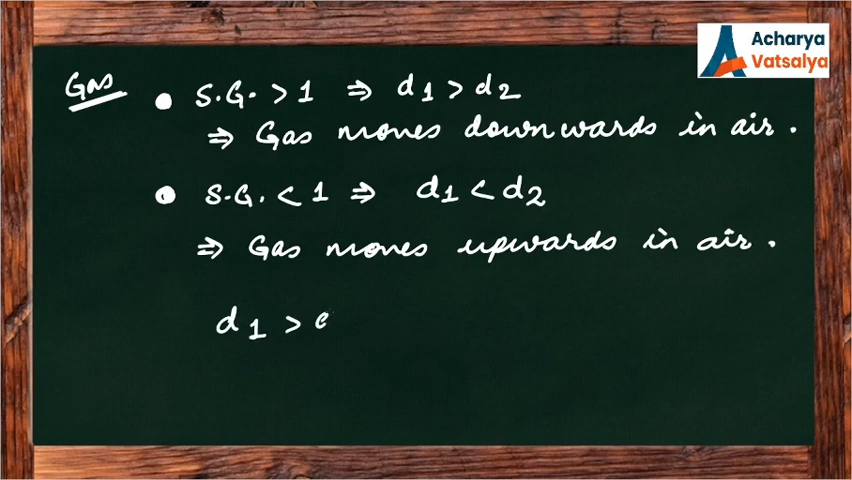 Acharya
Vatsalya
Gas
• S.G. > 1 ⇒ d1 > d2
⇒ Gas moves downwards in air.
• S.G. < 1 ⇒ d1 < d2
⇒ Gas moves upwards in air.
d1 >